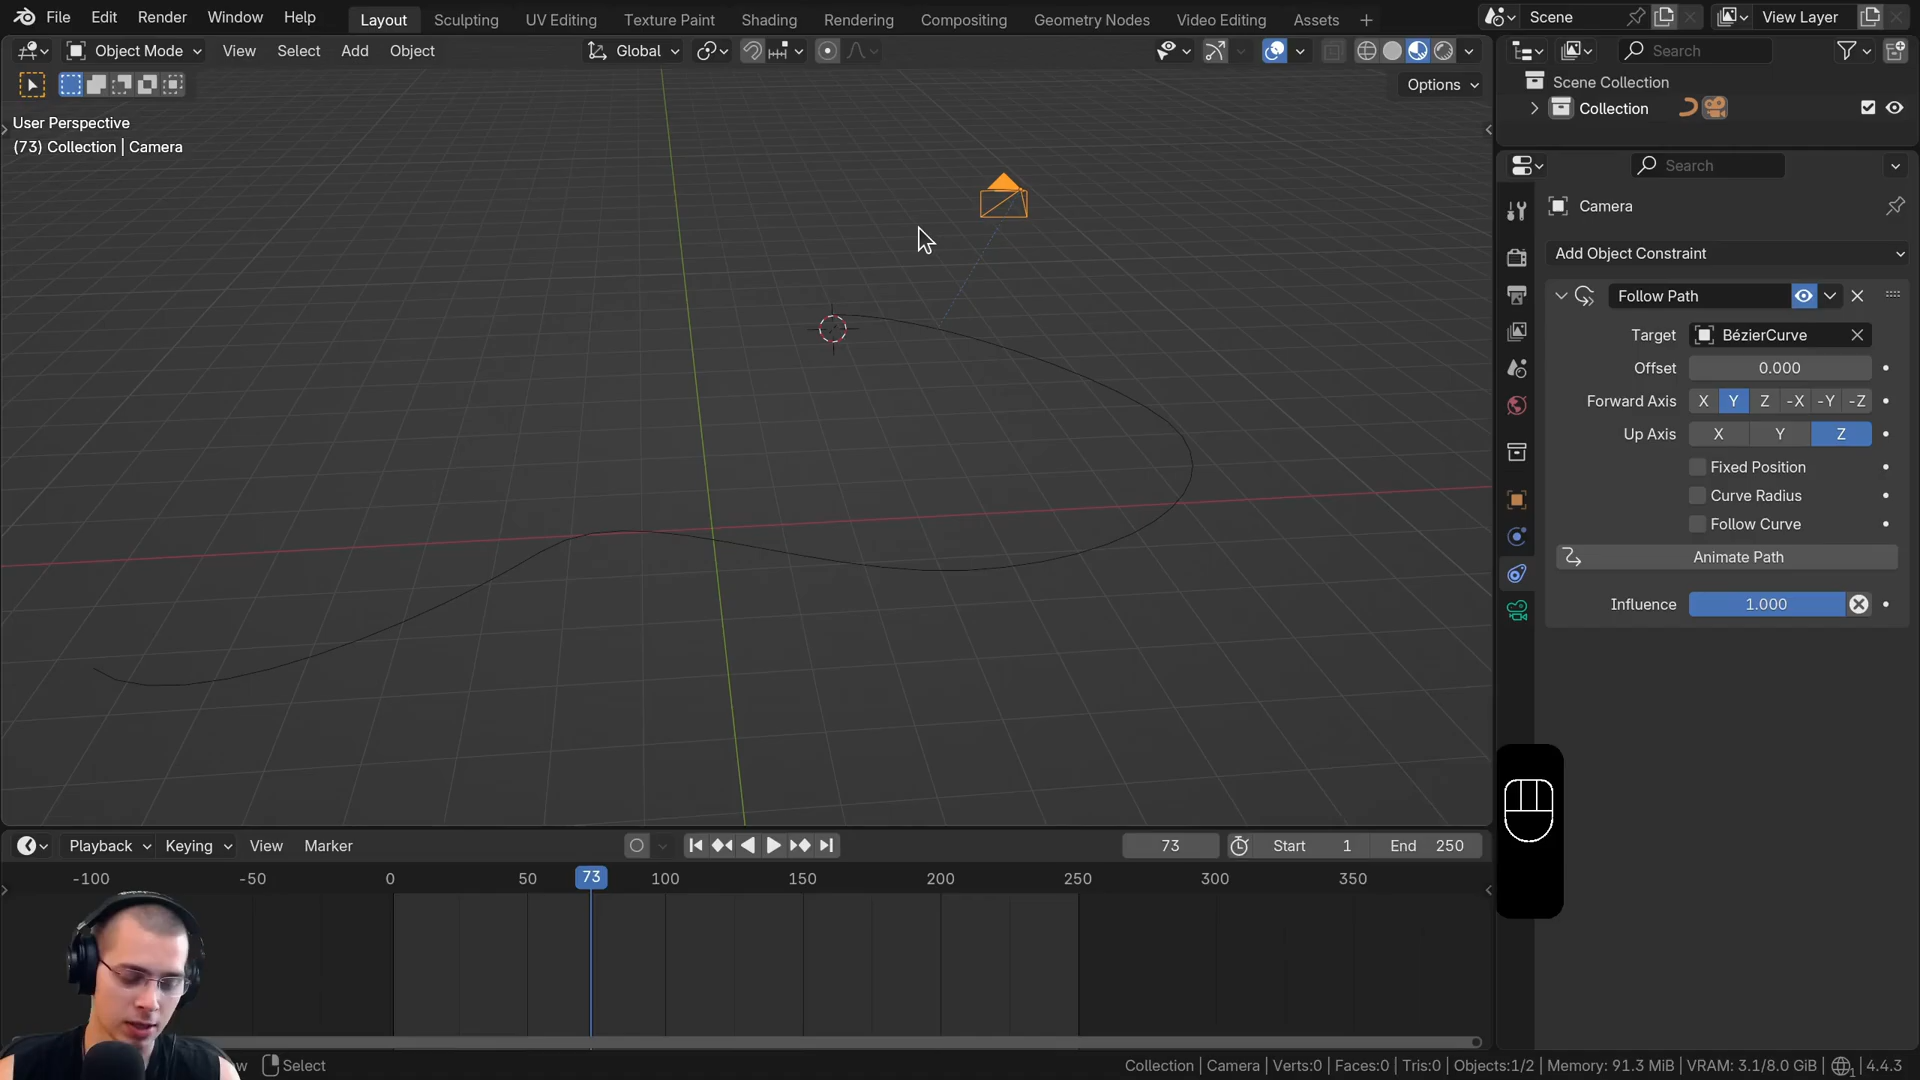 File Edit Render Window Help
Layout Sculpting UV Editing Texture Paint Shading Rendering Compositing Geometry Nodes Video Editing Assets +
Scene View Layer
Object Mode View Select Add Object Global
Search
Options
Scene Collection
Collection
User Perspective
(73) Collection | Camera
Search
Camera
Add Object Constraint
Follow Path
Target BézierCurve
Offset 0.000
Forward Axis X Y Z -X -Y -Z
Up Axis X Y Z
Fixed Position
Curve Radius
Follow Curve
Animate Path
Influence 1.000
Playback Keying View Marker 73 Start 1 End 250
-100 -50 0 50 73 100 150 200 250 300 350
Select
Collection | Camera | Verts:0 | Faces:0 | Tris:0 | Objects:1/2 | Memory: 91.3 MiB | VRAM: 3.1/8.0 GiB | 4.4.3